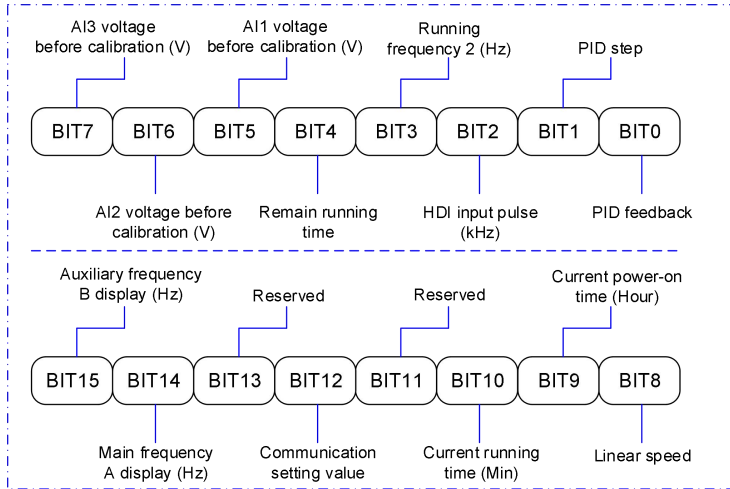 AI3 voltage
before calibration (V)
AI1 voltage
before calibration (V)
Running
frequency 2 (Hz)
PID step
BIT7
BIT6
BIT5
BIT4
BIT3
BIT2
BIT1
BIT0
AI2 voltage before
calibration (V)
Remain running
time
HDI input pulse
(kHz)
PID feedback
Auxiliary frequency
B display (Hz)
Reserved
Reserved
Current power-on
time (Hour)
BIT15
BIT14
BIT13
BIT12
BIT11
BIT10
BIT9
BIT8
Main frequency
A display (Hz)
Communication
setting value
Current running
time (Min)
Linear speed